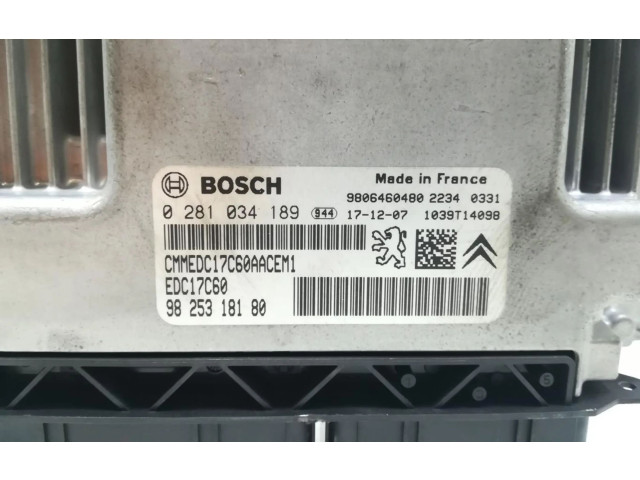 BOSCH
Made in France
9806460480 2234 0331
0 281 034 189 944 17-12-07 1039T14098
CMMEDC17C60AACEM1
EDC17C60
98 253 181 80